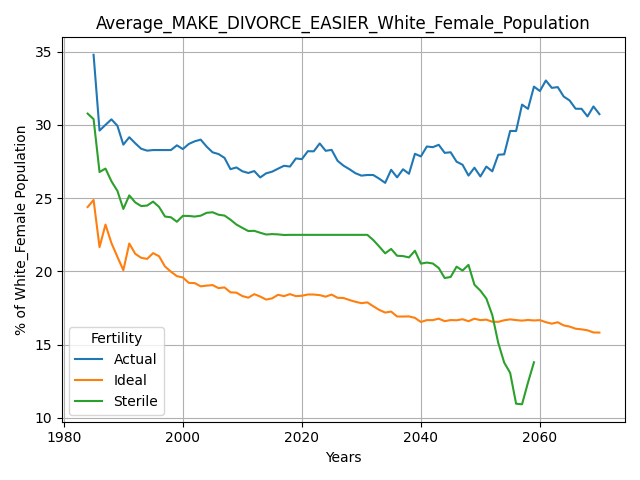 Average_MAKE_DIVORCE_EASIER_White_Female_Population
% of White_Female Population
35
30
25
20
15
10
Fertility
Actual
Ideal
Sterile
1980
2000
2020
2040
2060
Years